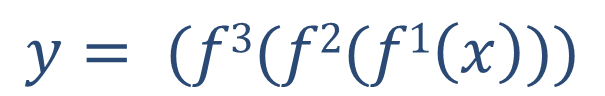 y = (f³(f²(f¹(x)))